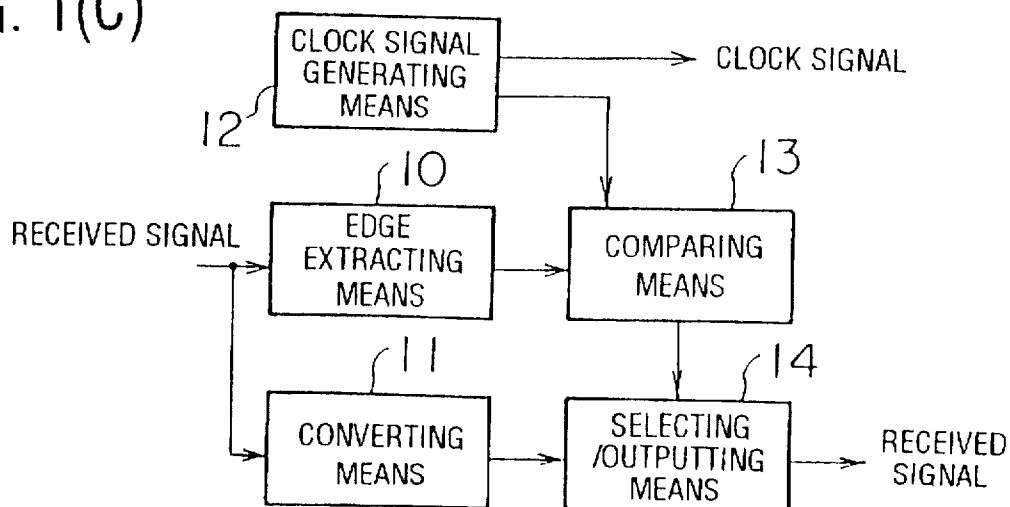 1(C)
CLOCK SIGNAL
GENERATING
MEANS
CLOCK SIGNAL
12
10
13
RECEIVED SIGNAL
EDGE
EXTRACTING
MEANS
COMPARING
MEANS
11
14
CONVERTING
MEANS
SELECTING
/OUTPUTTING
MEANS
RECEIVED
SIGNAL